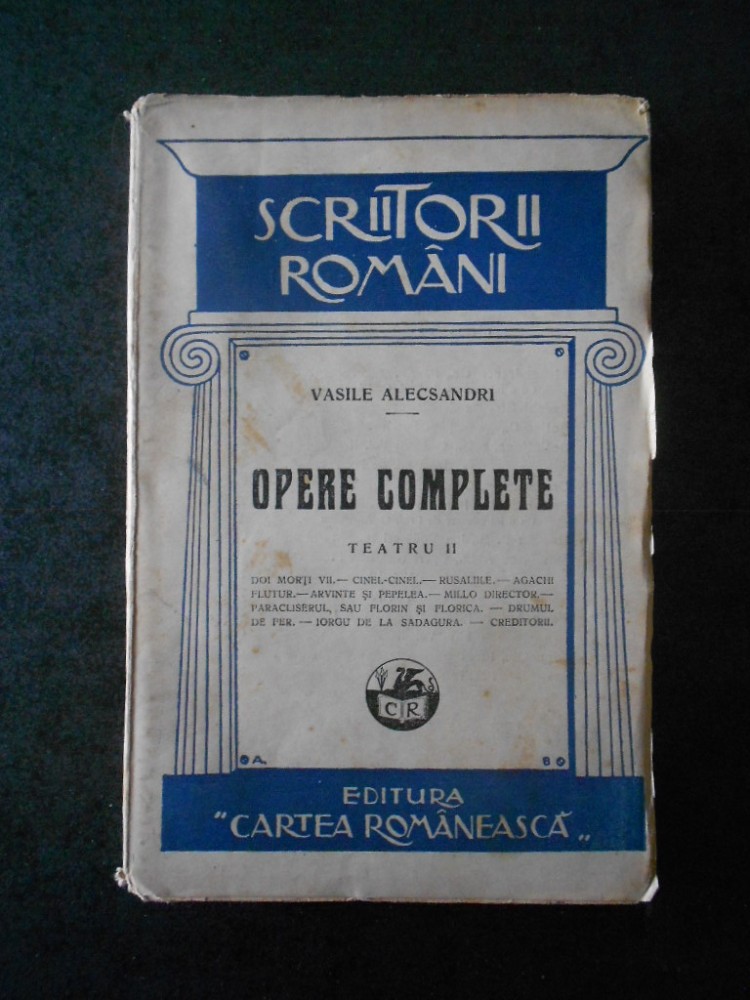 SCRIITORII
ROMÂNI
VASILE ALECSANDRI
OPERE COMPLETE
TEATRU II
DOI MORȚI VII.— CINEL-CINEL.— RUSALIILE.— AGACHI
FLUTUR.— ARVINTE ȘI PEPELEA.— MILLO DIRECTOR.—
PARACLISERUL, SAU FLORIN ȘI FLORICA. — DRUMUL
DE FER. — IORGU DE LA SADAGURA. — CREDITORII.
C R
A. B
EDITURA
"CARTEA ROMÂNEASCĂ„